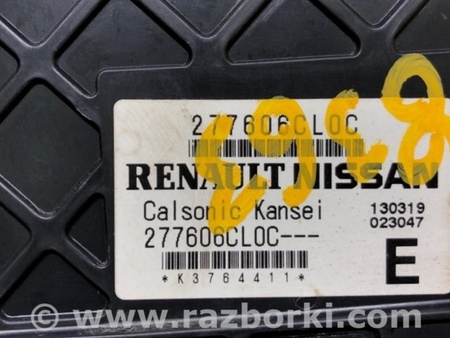 277606CL0C
RENAULT NISSAN
Calsonic Kansei
130319
277606CL0C---
023047
*K3764411*
E
www.razborki.com